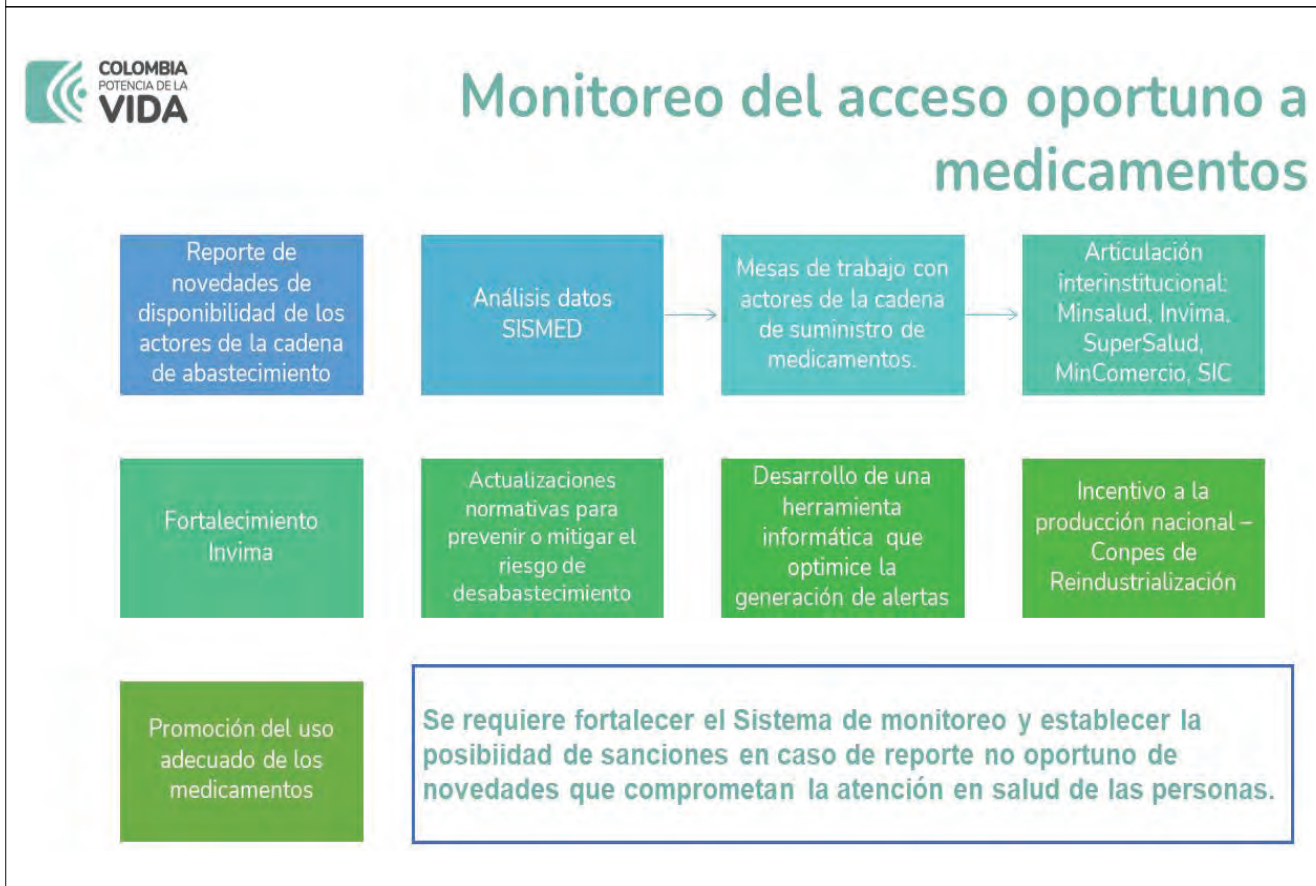 COLOMBIA
POTENCIA DE LA
VIDA
Monitoreo del acceso oportuno a
medicamentos
Reporte de
novedades de
disponibilidad de los
actores de la cadena
de abastecimiento
Análisis datos
SISMED
Mesas de trabajo con
actores de la cadena
de suministro de
medicamentos.
Articulación
interinstitucional:
Minsalud, Invima,
SuperSalud,
MinComercio, SIC
Fortalecimiento
Invima
Actualizaciones
normativas para
prevenir o mitigar el
riesgo de
desabastecimiento
Desarrollo de una
herramienta
informática que
optimice la
generación de alertas
Incentivo a la
producción nacional –
Conpes de
Reindustrialización
Promoción del uso
adecuado de los
medicamentos
Se requiere fortalecer el Sistema de monitoreo y establecer la
posibiidad de sanciones en caso de reporte no oportuno de
novedades que comprometan la atención en salud de las personas.